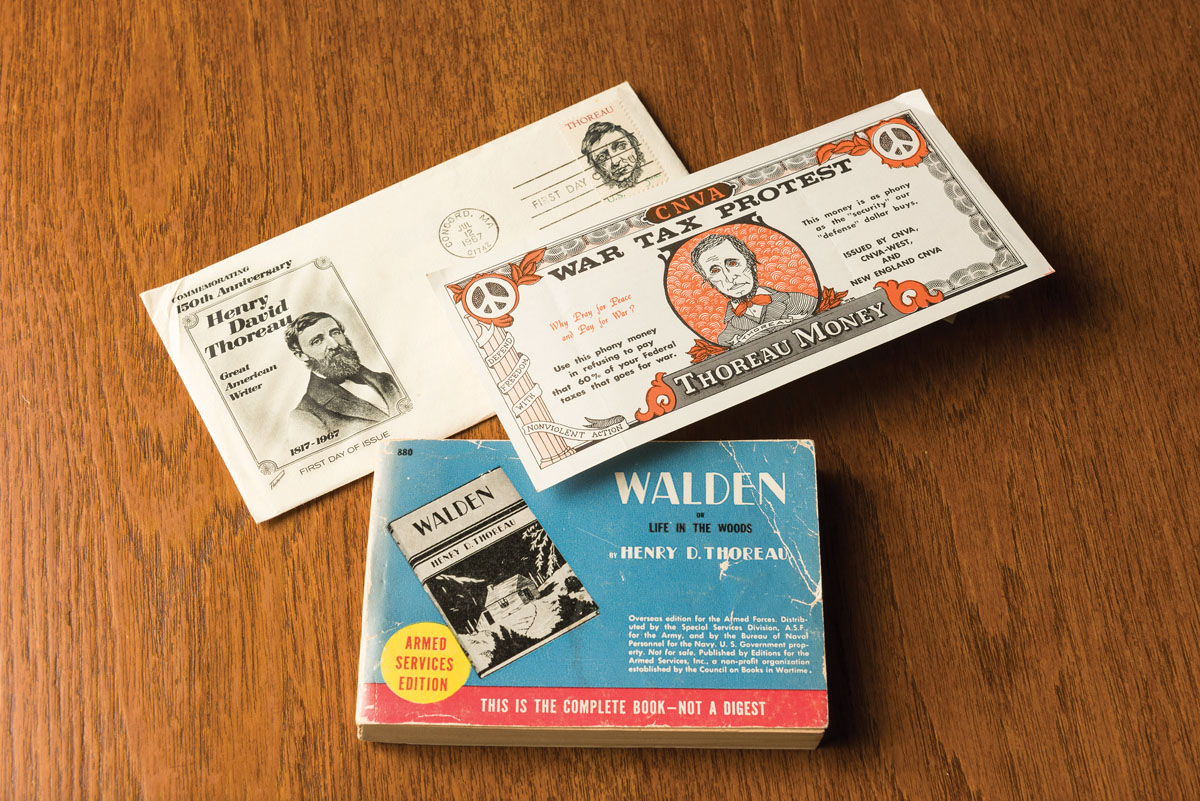 COMMEMORATING
150th Anniversary
Henry
David
Thoreau
Great
American
Writer
1817-1967
FIRST DAY OF ISSUE
CONCORD, MA
JUL
12
1967
01742
FIRST DAY O
THOREAU
U.S.
CNVA
WAR TAX PROTEST
Why Pray for Peace
and Pay for War?
Use this phony money
in refusing to pay
that 60% of your Federal
taxes that goes for war.
DEFEND
FREEDOM
WITH
NONVIOLENT ACTION
THOREAU
THOREAU MONEY
This money is as phony
as the "security" our
"defense" dollar buys.
ISSUED BY CNVA,
CNVA-WEST,
AND
NEW ENGLAND CNVA
880
WALDEN
HENRY D. THOREAU
WALDEN
OR
LIFE IN THE WOODS
BY HENRY D. THOREAU
Overseas edition for the Armed Forces. Distrib-
uted by the Special Services Division, A.S.F.,
for the Army, and by the Bureau of Naval
Personnel for the Navy. U. S. Government prop-
erty. Not for sale. Published by Editions for the
Armed Services, Inc., a non-profit organization
established by the Council on Books in Wartime.
ARMED
SERVICES
EDITION
THIS IS THE COMPLETE BOOK—NOT A DIGEST